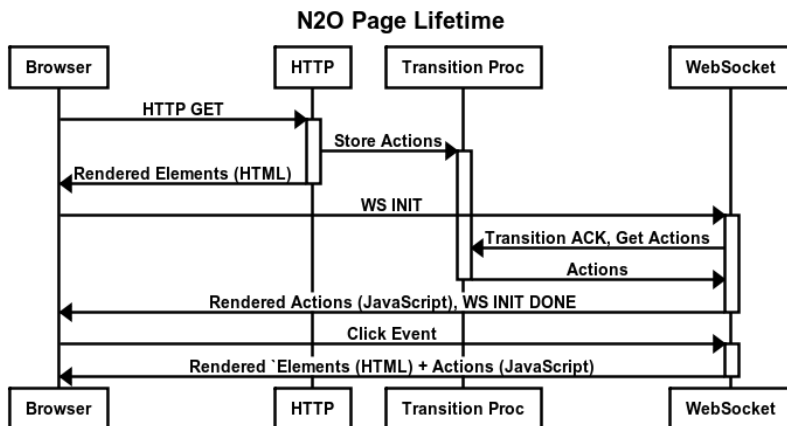 N2O Page Lifetime
Browser HTTP Transition Proc WebSocket
HTTP GET
Store Actions
Rendered Elements (HTML)
WS INIT
Transition ACK, Get Actions
Actions
Rendered Actions (JavaScript), WS INIT DONE
Click Event
Rendered `Elements (HTML) + Actions (JavaScript)
Browser HTTP Transition Proc WebSocket